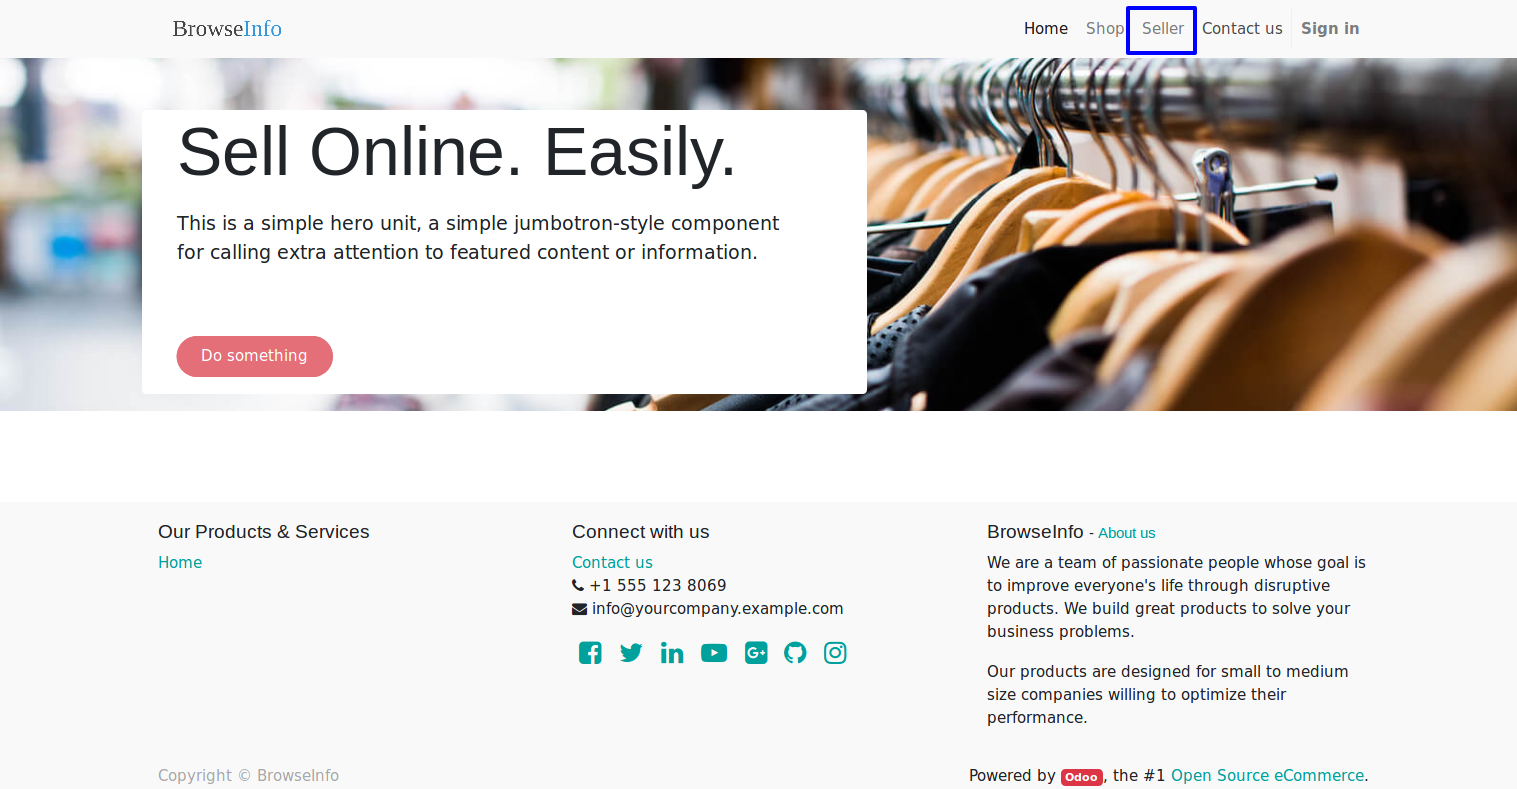 BrowseInfo
Home Shop Seller Contact us Sign in
Sell Online. Easily.
This is a simple hero unit, a simple jumbotron-style component
for calling extra attention to featured content or information.
Do something
Our Products & Services
Home
Connect with us
Contact us
+1 555 123 8069
info@yourcompany.example.com
BrowseInfo - About us
We are a team of passionate people whose goal is
to improve everyone's life through disruptive
products. We build great products to solve your
business problems.
Our products are designed for small to medium
size companies willing to optimize their
performance.
Copyright © BrowseInfo
Powered by Odoo, the #1 Open Source eCommerce.